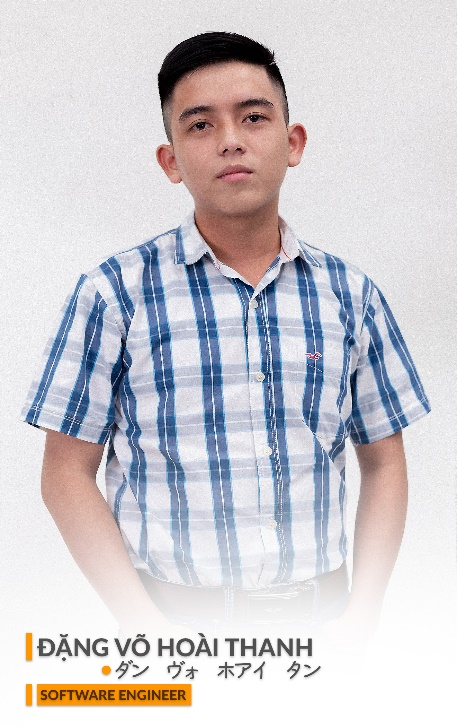 ĐẶNG VÕ HOÀI THANH
ダン ヴォ ホアイ タン
SOFTWARE ENGINEER